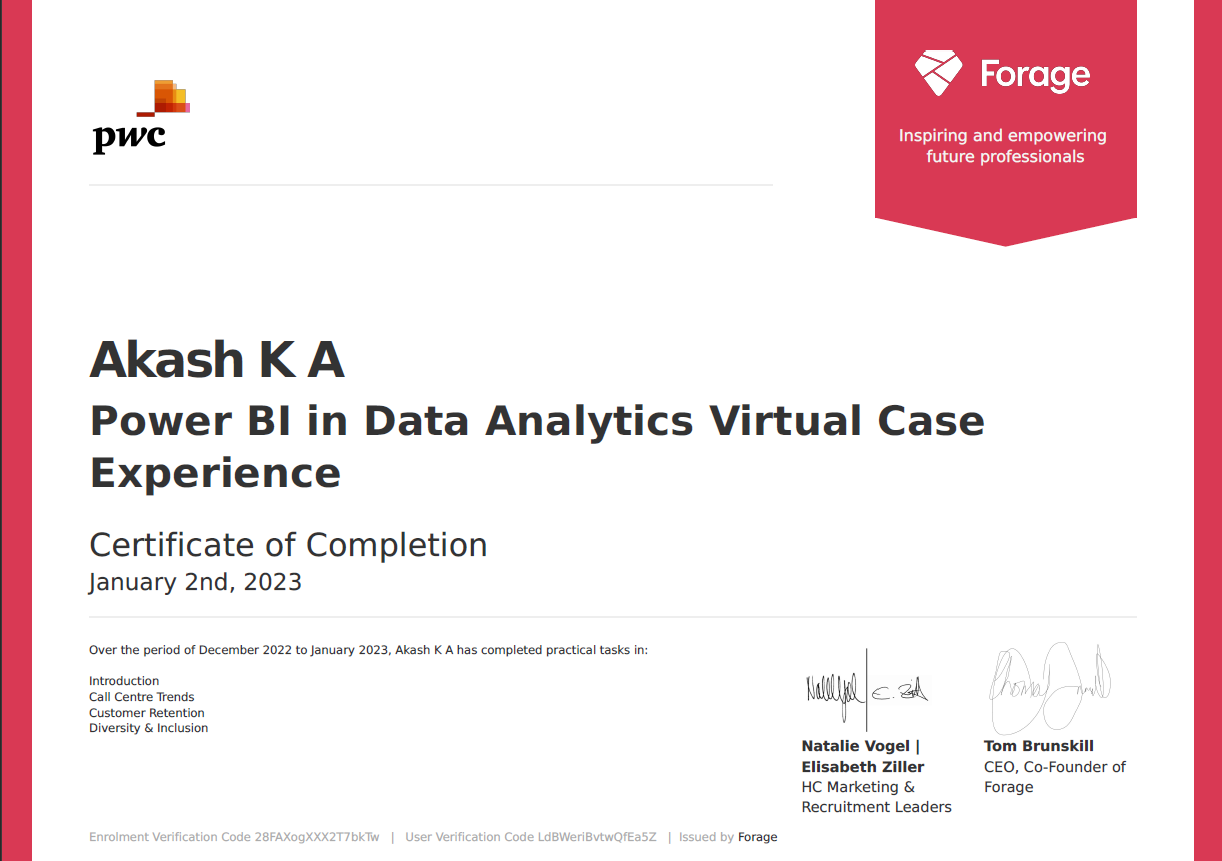 pwc
Forage
Inspiring and empowering
future professionals
Akash K A
Power BI in Data Analytics Virtual Case
Experience
Certificate of Completion
January 2nd, 2023
Over the period of December 2022 to January 2023, Akash K A has completed practical tasks in:
Introduction
Call Centre Trends
Customer Retention
Diversity & Inclusion
Natalie Vogel |
Elisabeth Ziller
HC Marketing &
Recruitment Leaders
Tom Brunskill
CEO, Co-Founder of
Forage
Enrolment Verification Code 28FAXogXXX2T7bkTw | User Verification Code LdBWeriBvtwQfEa5Z | Issued by Forage